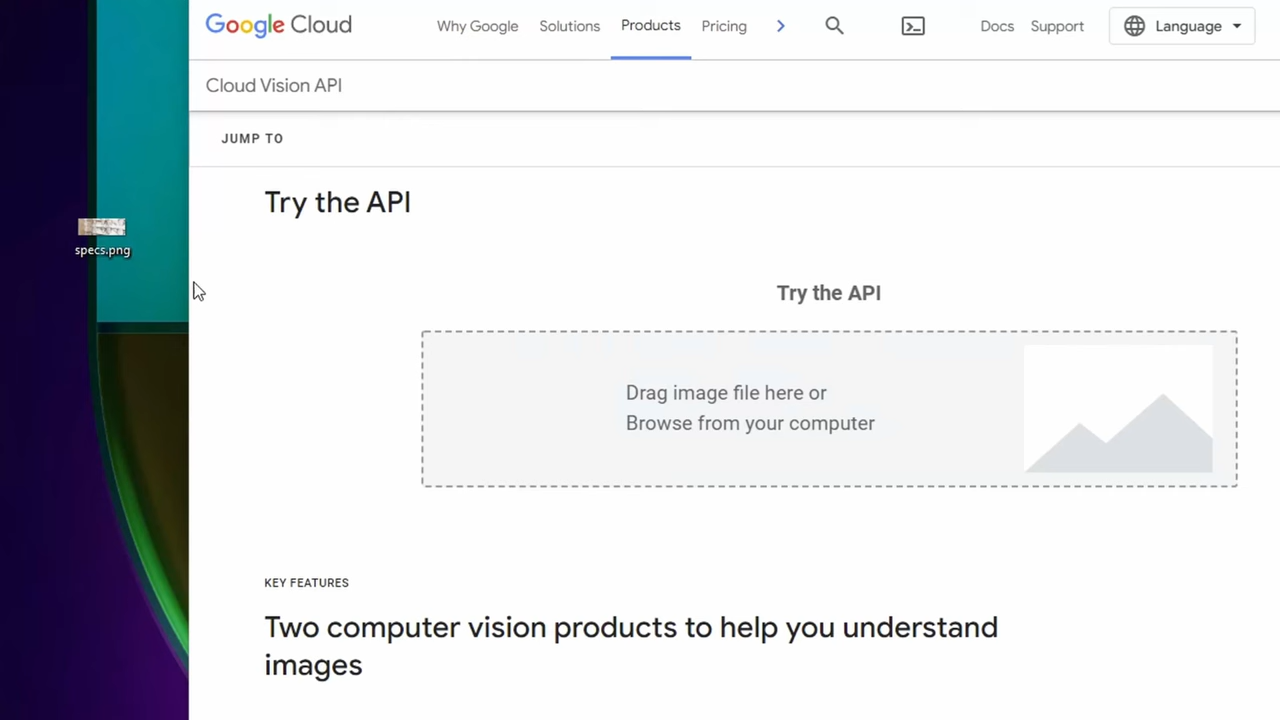 Google Cloud
Why Google
Solutions
Products
Pricing
Docs
Support
Language
Cloud Vision API
JUMP TO
Try the API
specs.png
Try the API
Drag image file here or
Browse from your computer
KEY FEATURES
Two computer vision products to help you understand
images